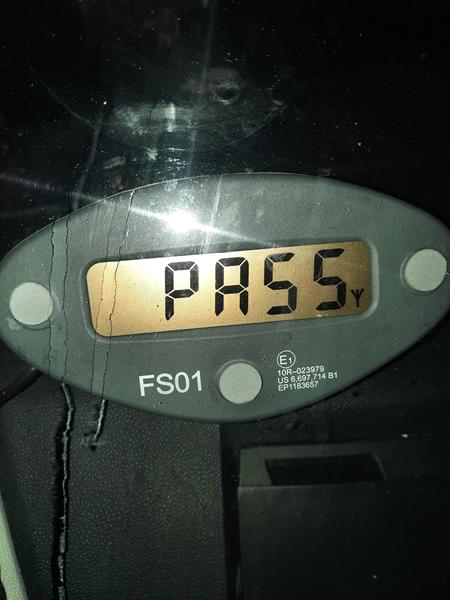 PASS Y
FS01
E1
10R-023979
US 6,697,714 B1
EP1183657